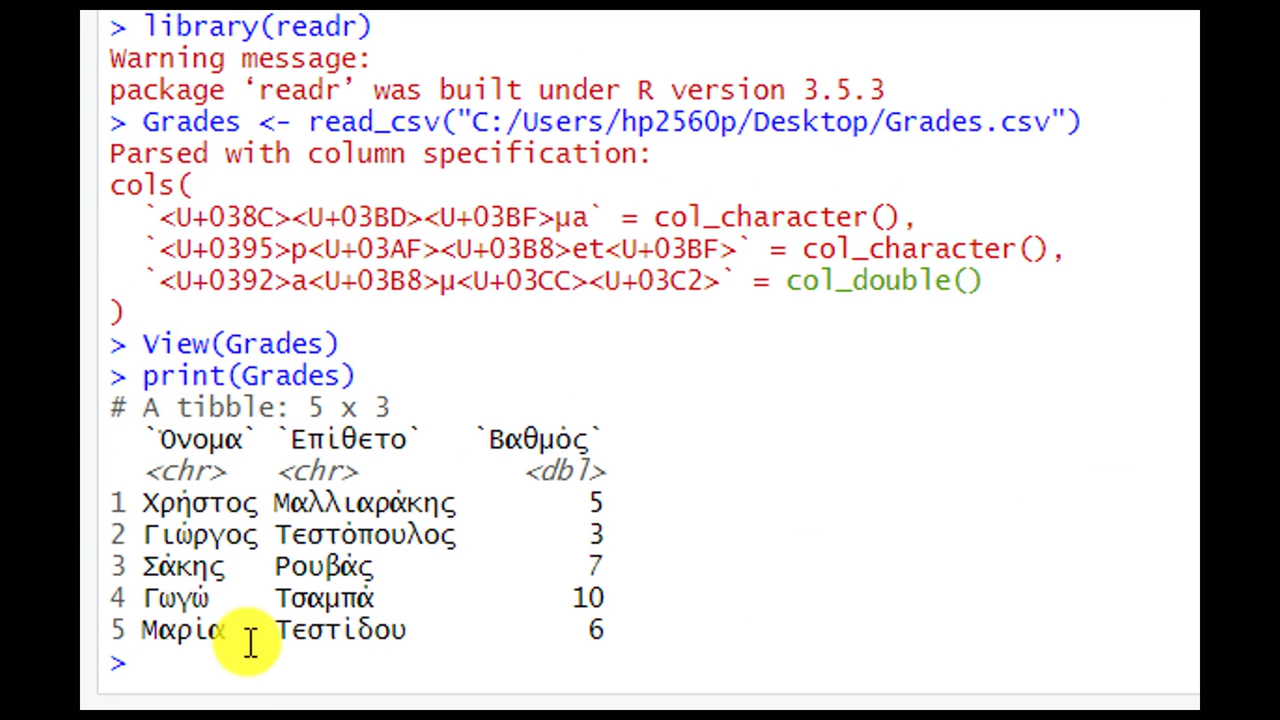 > library(readr)
Warning message:
package ‘readr’ was built under R version 3.5.3
> Grades <- read_csv("C:/Users/hp2560p/Desktop/Grades.csv")
Parsed with column specification:
cols(
  `<U+038C><U+03BD><U+03BF>µa` = col_character(),
  `<U+0395>p<U+03AF><U+03B8>et<U+03BF>` = col_character(),
  `<U+0392>a<U+03B8>µ<U+03CC><U+03C2>` = col_double()
)
> View(Grades)
> print(Grades)
# A tibble: 5 x 3
  `Όνομα` `Επίθετο`   `Βαθμός`
  <chr>   <chr>          <dbl>
1 Χρήστος Μαλλιαράκης        5
2 Γιώργος Τεστόπουλος        3
3 Σάκης   Ρουβάς             7
4 Γωγώ    Τσαμπά            10
5 Μαρία   Τεστίδου           6
>